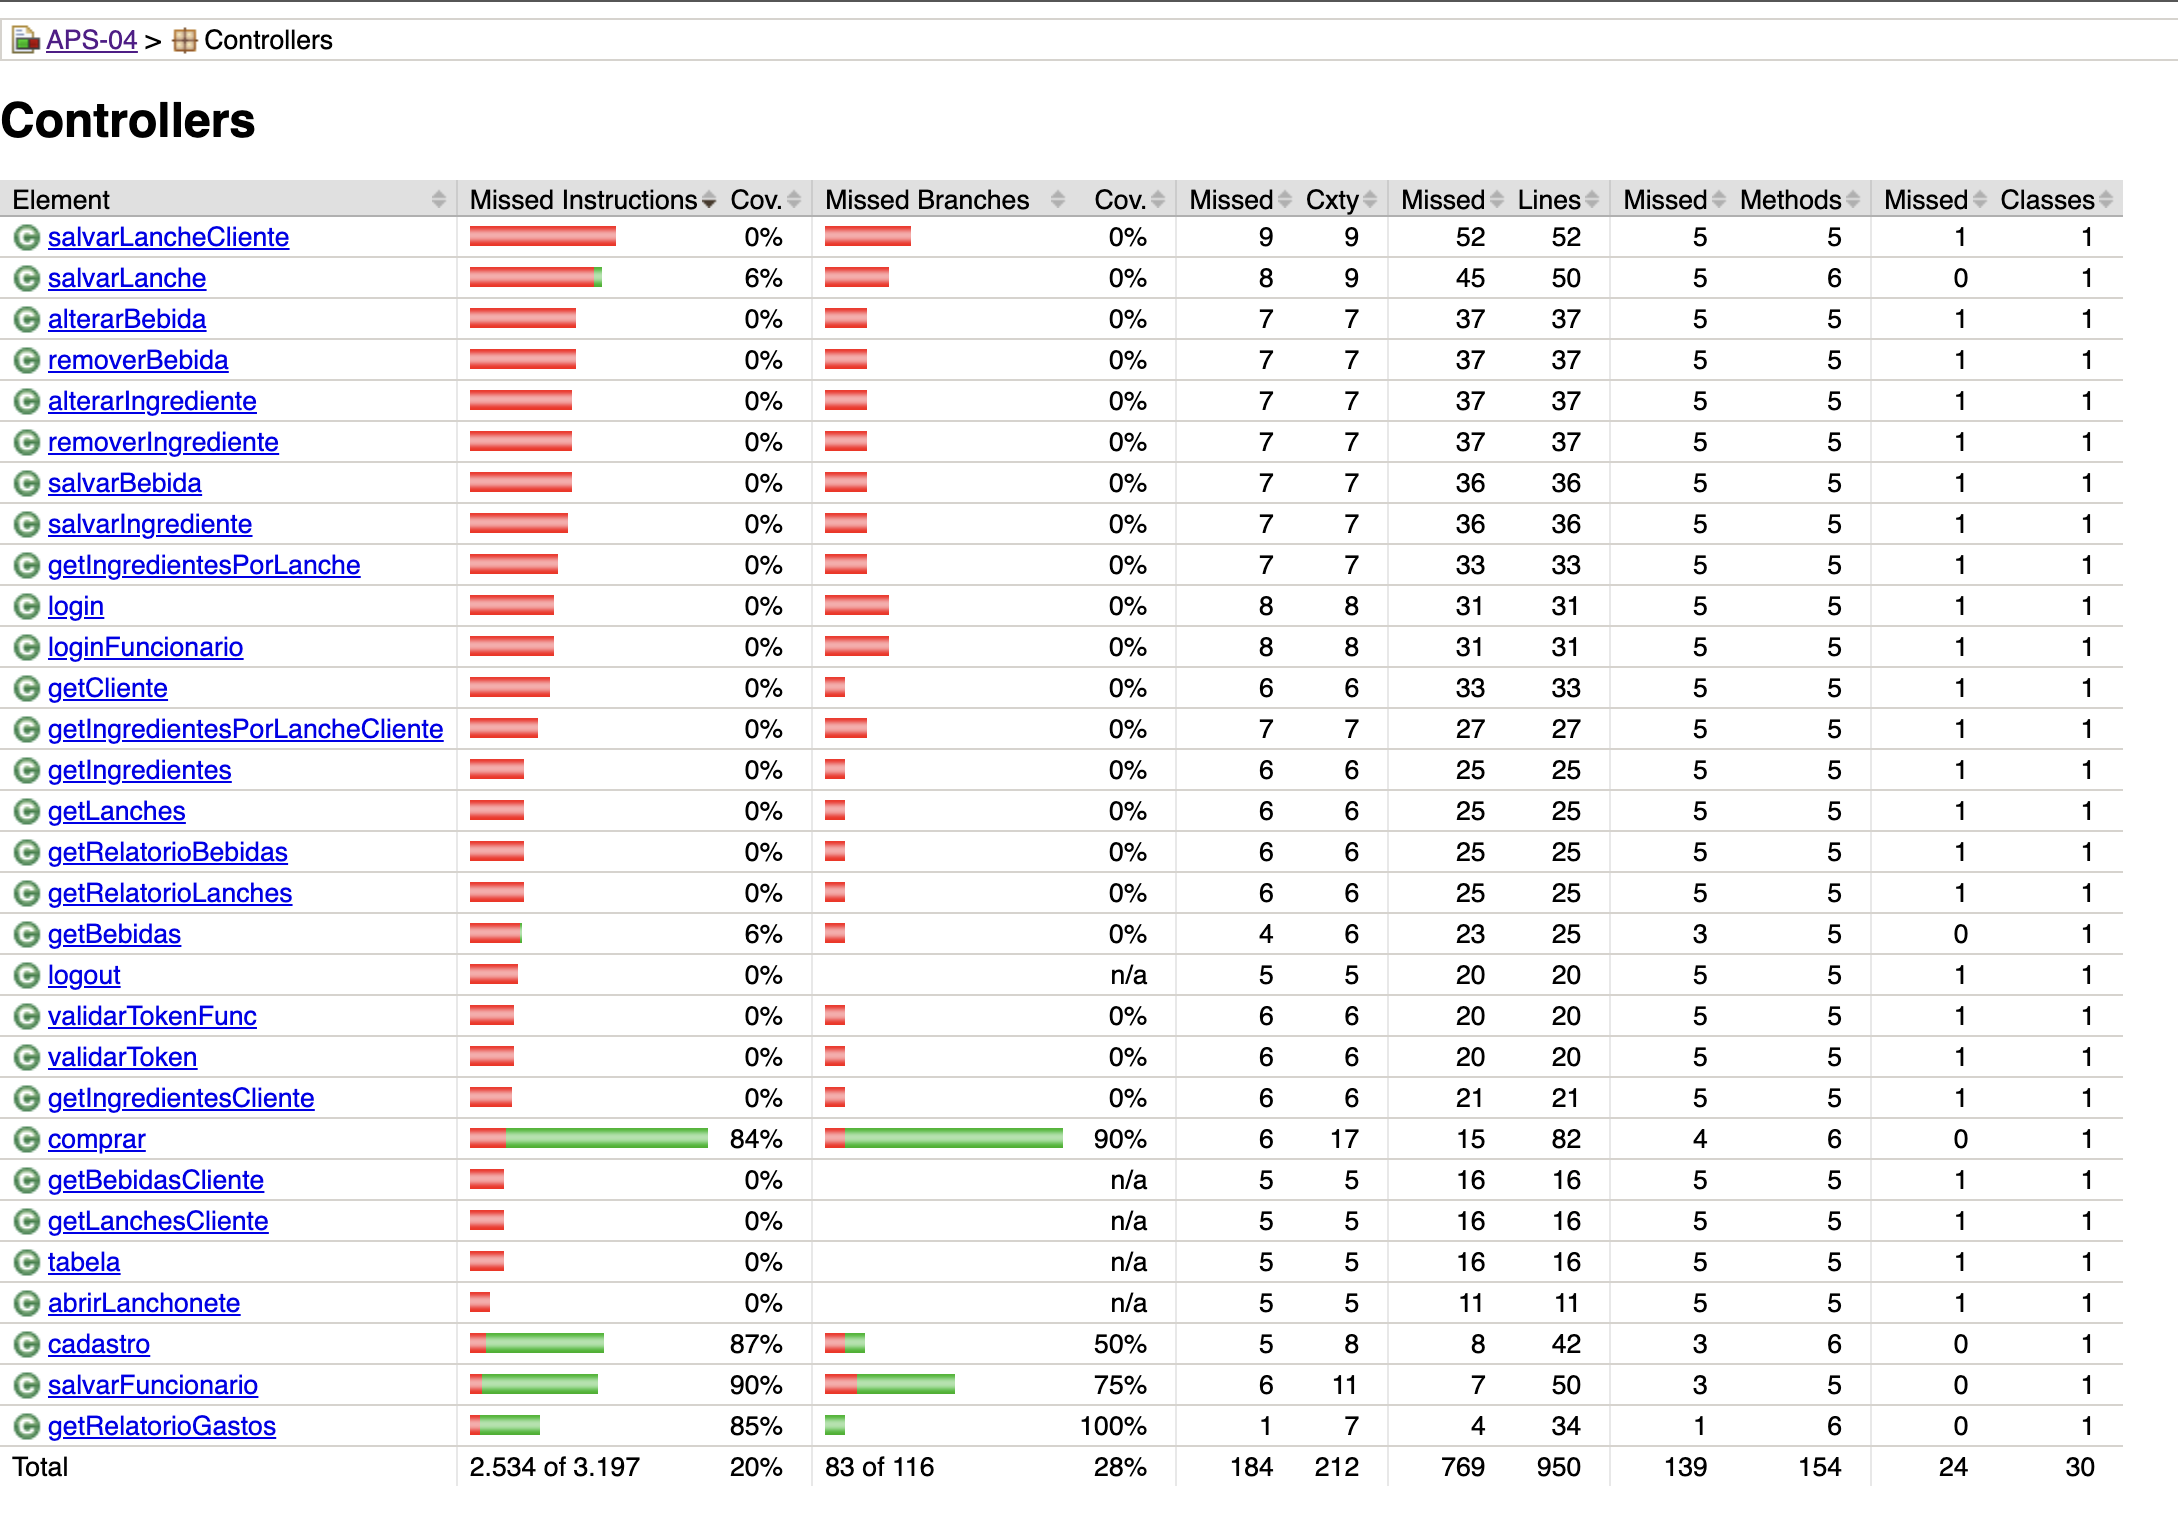 APS-04 > Controllers
Controllers
Element Missed Instructions Cov. Missed Branches Cov. Missed Cxty Missed Lines Missed Methods Missed Classes
salvarLancheCliente 0% 0% 9 9 52 52 5 5 1 1
salvarLanche 6% 0% 8 9 45 50 5 6 0 1
alterarBebida 0% 0% 7 7 37 37 5 5 1 1
removerBebida 0% 0% 7 7 37 37 5 5 1 1
alterarIngrediente 0% 0% 7 7 37 37 5 5 1 1
removerIngrediente 0% 0% 7 7 37 37 5 5 1 1
salvarBebida 0% 0% 7 7 36 36 5 5 1 1
salvarIngrediente 0% 0% 7 7 36 36 5 5 1 1
getIngredientesPorLanche 0% 0% 7 7 33 33 5 5 1 1
login 0% 0% 8 8 31 31 5 5 1 1
loginFuncionario 0% 0% 8 8 31 31 5 5 1 1
getCliente 0% 0% 6 6 33 33 5 5 1 1
getIngredientesPorLancheCliente 0% 0% 7 7 27 27 5 5 1 1
getIngredientes 0% 0% 6 6 25 25 5 5 1 1
getLanches 0% 0% 6 6 25 25 5 5 1 1
getRelatorioBebidas 0% 0% 6 6 25 25 5 5 1 1
getRelatorioLanches 0% 0% 6 6 25 25 5 5 1 1
getBebidas 6% 0% 4 6 23 25 3 5 0 1
logout 0% n/a 5 5 20 20 5 5 1 1
validarTokenFunc 0% 0% 6 6 20 20 5 5 1 1
validarToken 0% 0% 6 6 20 20 5 5 1 1
getIngredientesCliente 0% 0% 6 6 21 21 5 5 1 1
comprar 84% 90% 6 17 15 82 4 6 0 1
getBebidasCliente 0% n/a 5 5 16 16 5 5 1 1
getLanchesCliente 0% n/a 5 5 16 16 5 5 1 1
tabela 0% n/a 5 5 16 16 5 5 1 1
abrirLanchonete 0% n/a 5 5 11 11 5 5 1 1
cadastro 87% 50% 5 8 8 42 3 6 0 1
salvarFuncionario 90% 75% 6 11 7 50 3 5 0 1
getRelatorioGastos 85% 100% 1 7 4 34 1 6 0 1
Total 2.534 of 3.197 20% 83 of 116 28% 184 212 769 950 139 154 24 30